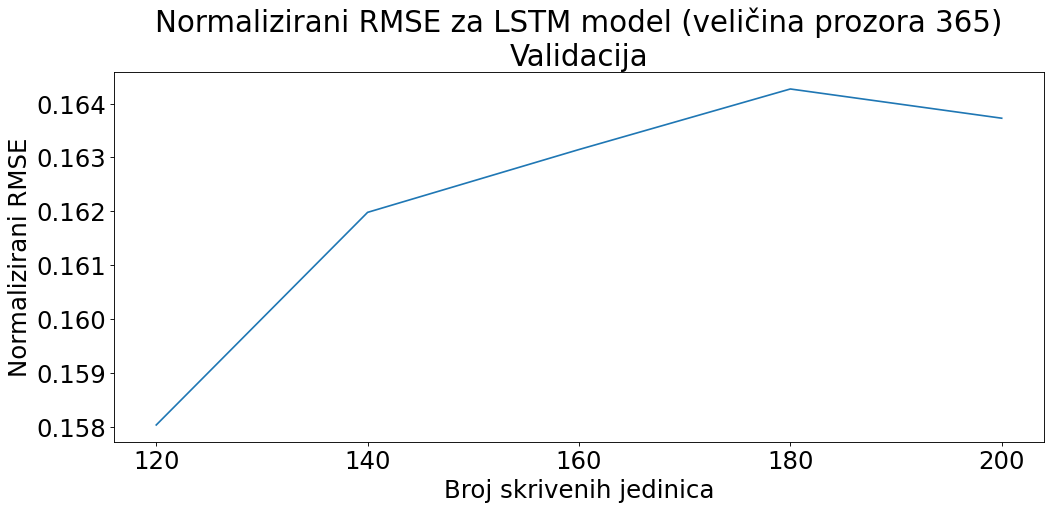 Normalizirani RMSE za LSTM model (veličina prozora 365)
Validacija
Normalizirani RMSE
0.164
0.163
0.162
0.161
0.160
0.159
0.158
120 140 160 180 200
Broj skrivenih jedinica